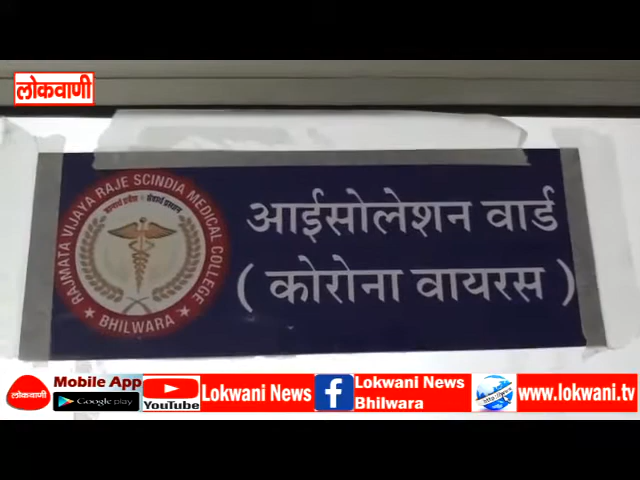 लोकवाणी
RAJMATA VIJAYA RAJE SCINDIA MEDICAL COLLEGE
★ BHILWARA ★
आईसोलेशन वार्ड
( कोरोना वायरस )
लोकवाणी
Mobile App
Google play
YouTube
Lokwani News
Lokwani News
Bhilwara
www.lokwani.tv